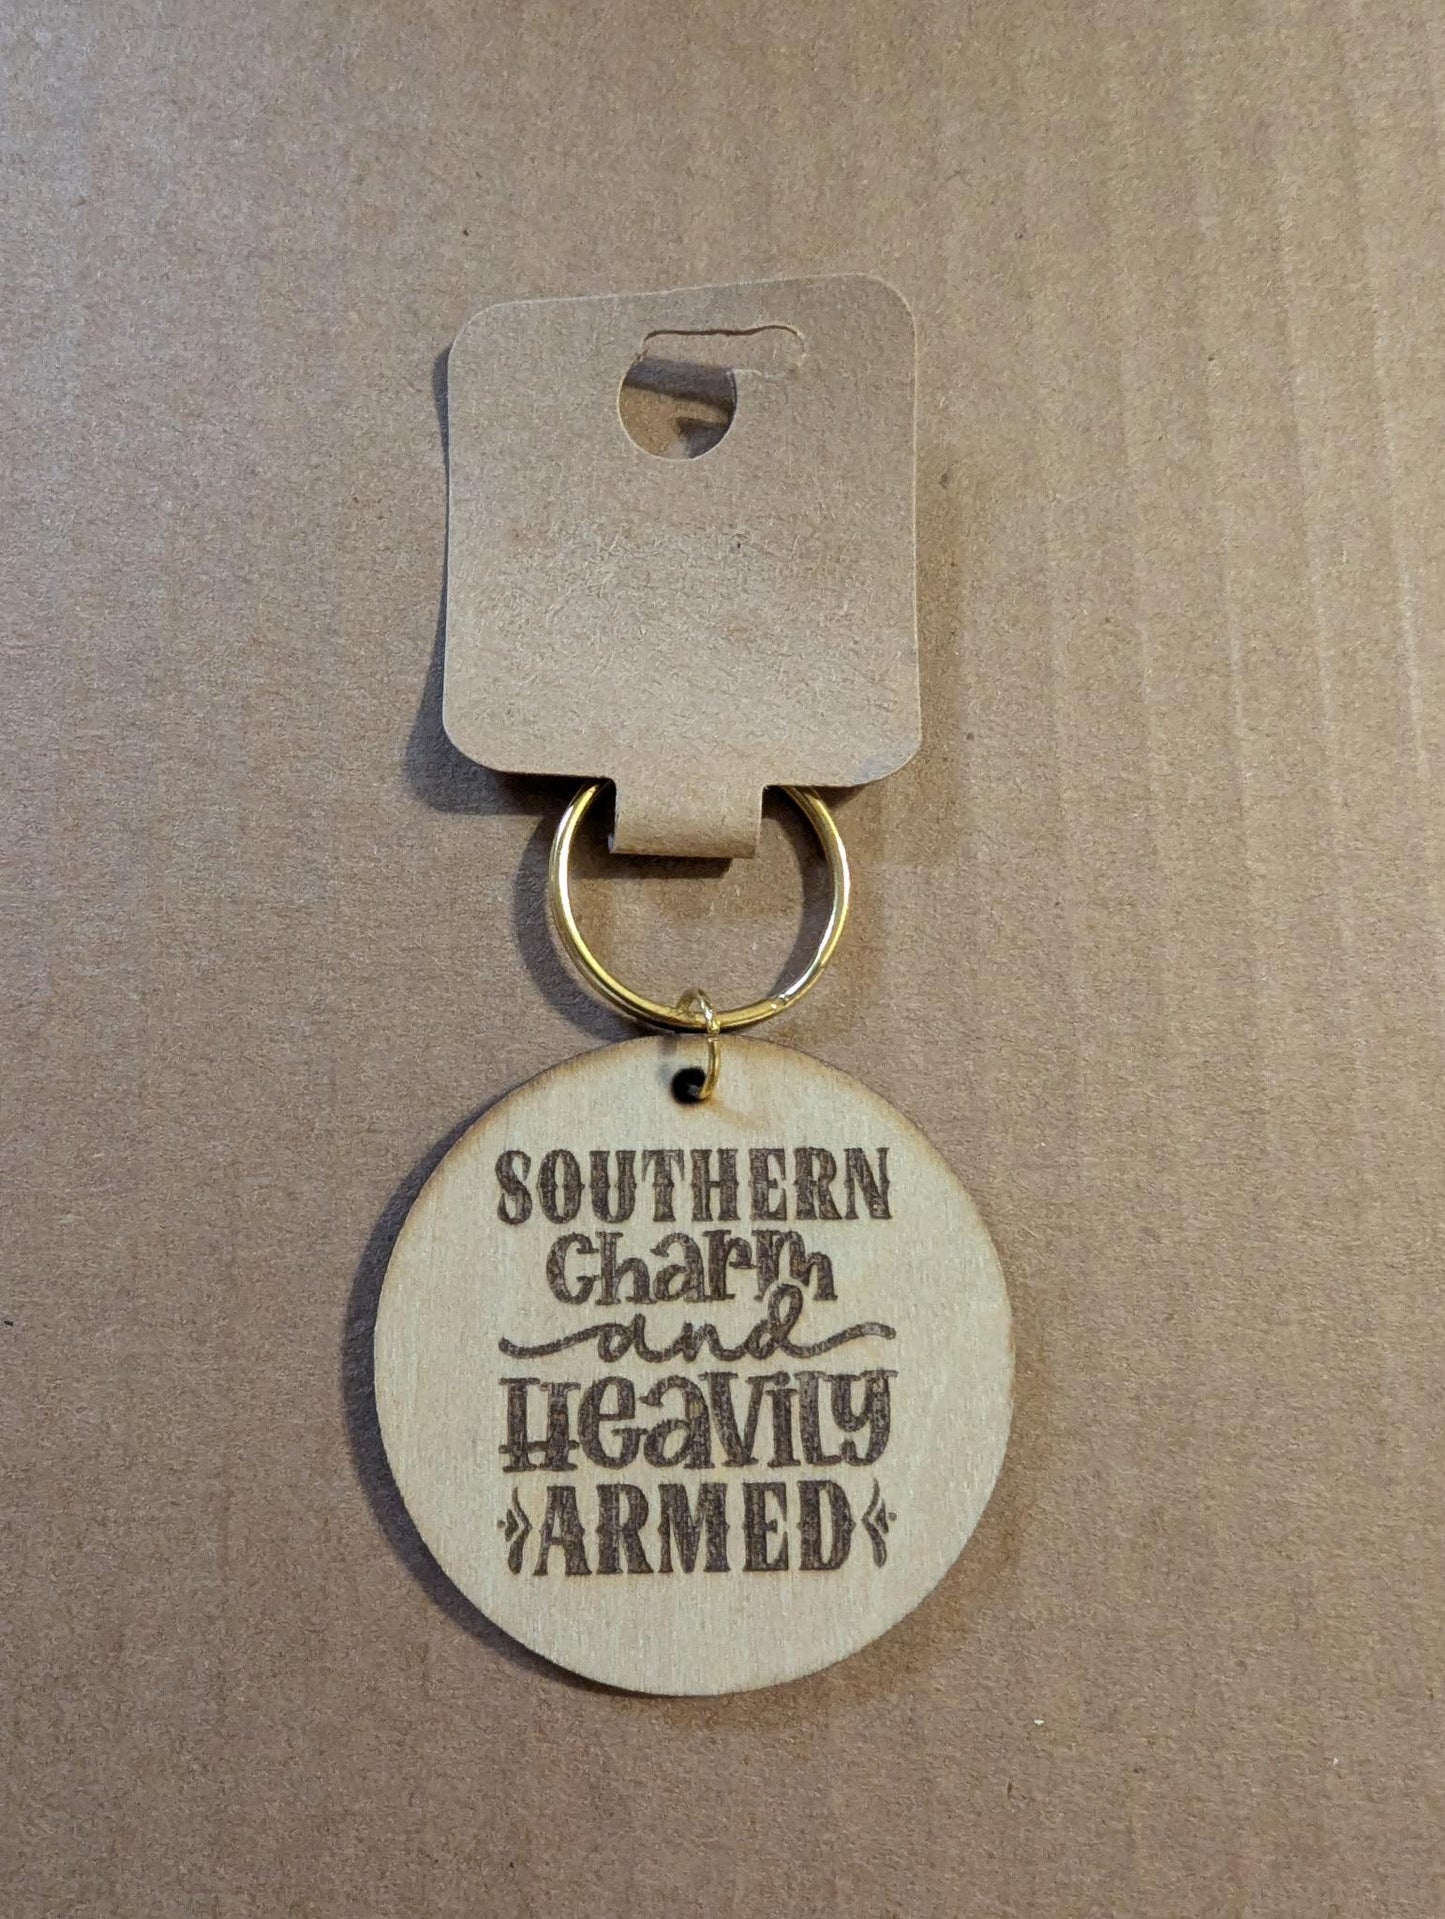 SOUTHERN
Charm
and
Heavily
ARMED